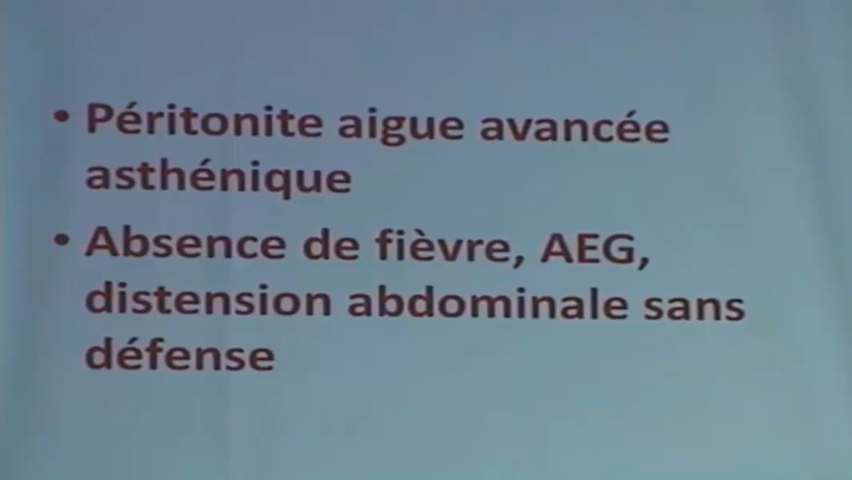 • Péritonite aigue avancée
asthénique
• Absence de fièvre, AEG,
distension abdominale sans
défense